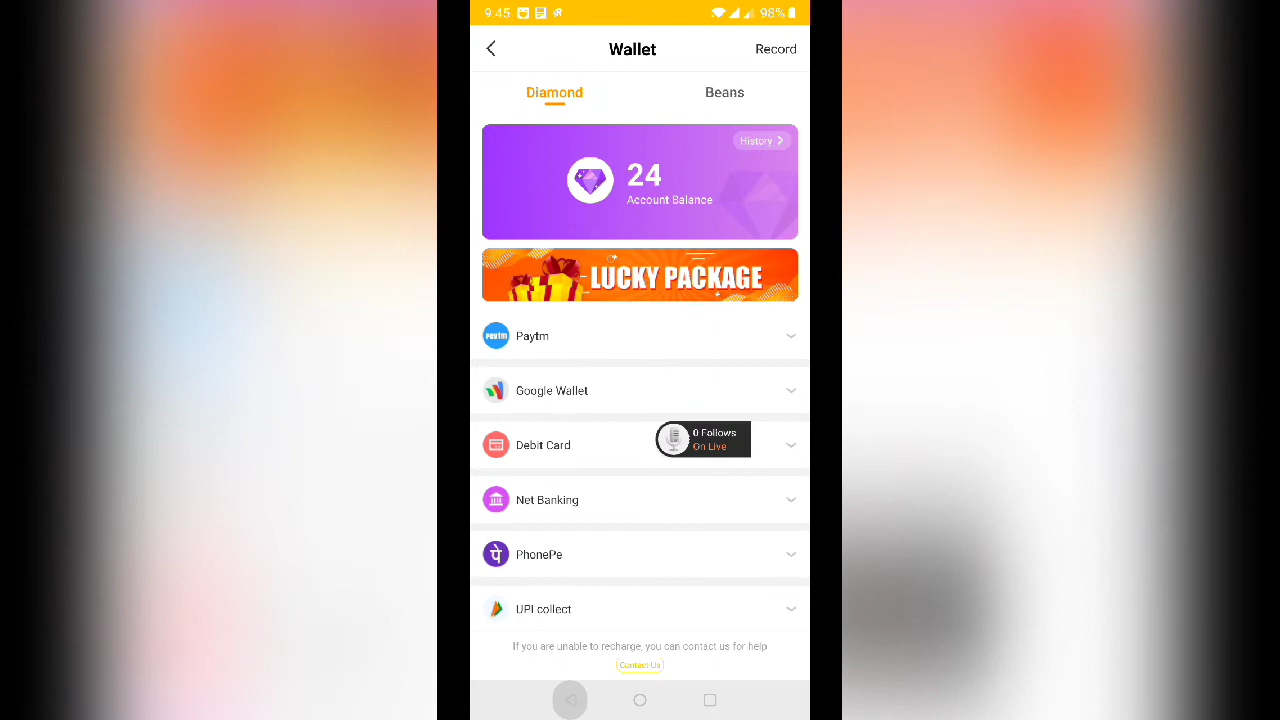 9:45 98%
Wallet Record
Diamond Beans
History
24
Account Balance
LUCKY PACKAGE
Paytm Paytm
Google Wallet
0 Follows
On Live
Debit Card
Net Banking
पे PhonePe
UPI collect
If you are unable to recharge, you can contact us for help
Contact Us